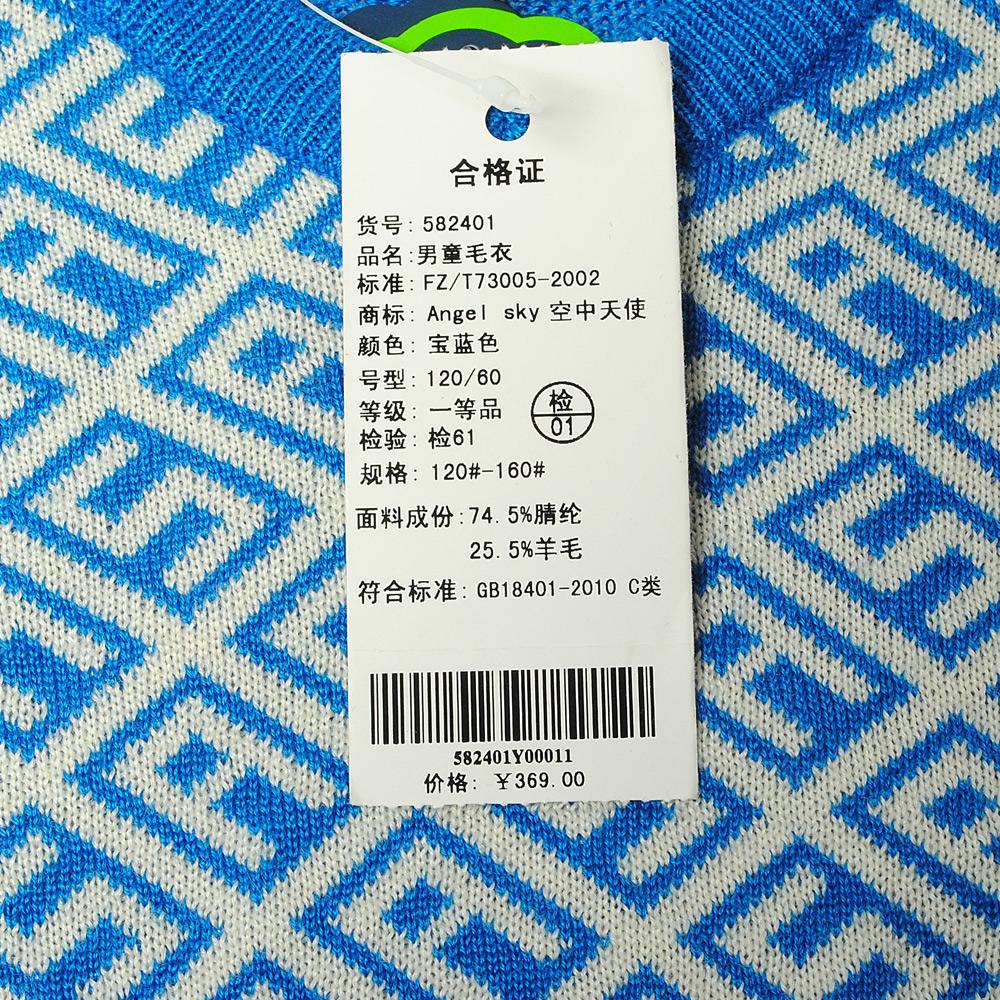 合格证
货号: 582401
品名:男童毛衣
标准: FZ/T73005-2002
商标: Angel sky 空中天使
颜色: 宝蓝色
号型: 120/60
等级: 一等品
检
01
检验: 检61
规格: 120#-160#
面料成份:74.5%腈纶
25.5%羊毛
符合标准: GB18401-2010 C类
582401Y00011
价格: ￥369.00